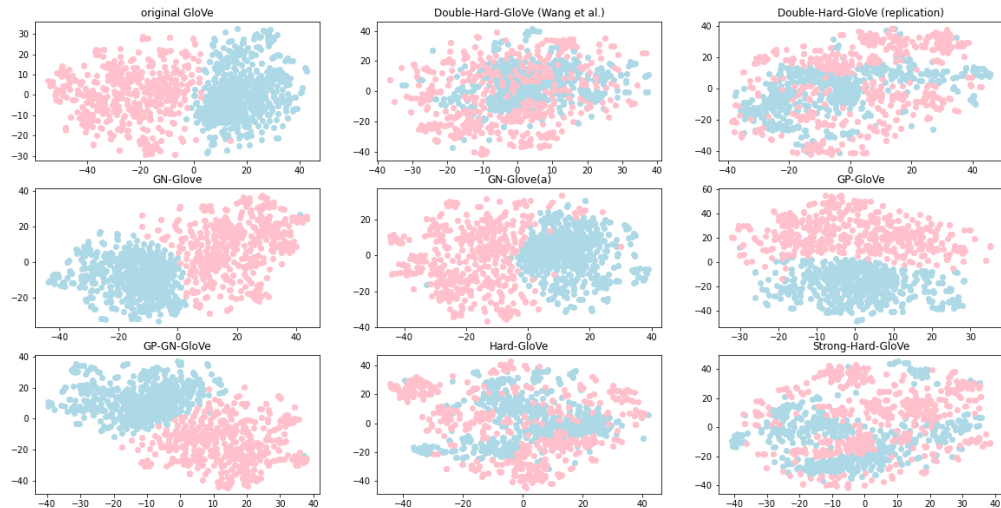 original GloVe
Double-Hard-GloVe (Wang et al.)
Double-Hard-GloVe (replication)
30
20
10
0
−10
−20
−30
−40 −20 0 20 40
40
20
0
−20
−40
−30 −20 −10 0 10 20 30 40
40
30
20
10
0
−10
−20
−30
−40
−40 −20 0 20 40
GN-Glove
GN-Glove(a)
GP-GloVe
40
20
0
−20
−40 −20 0 20 40
20
0
−20
−40
−40 −20 0 20 40
60
40
20
0
−20
−40
−30 −20 −10 0 10 20 30
GP-GN-GloVe
Hard-GloVe
Strong-Hard-GloVe
40
20
0
−20
−40
−40 −30 −20 −10 0 10 20 30 40
40
20
0
−20
−40
−40 −20 0 20 40
40
20
0
−20
−40
−40 −30 −20 −10 0 10 20 30 40